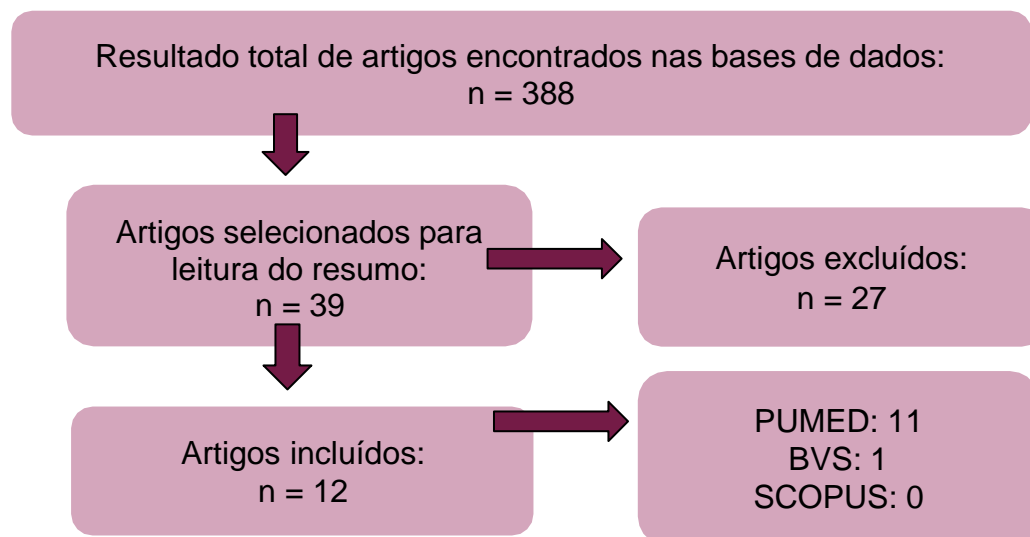 Resultado total de artigos encontrados nas bases de dados:
n = 388
Artigos selecionados para
leitura do resumo:
n = 39
Artigos excluídos:
n = 27
Artigos incluídos:
n = 12
PUMED: 11
BVS: 1
SCOPUS: 0